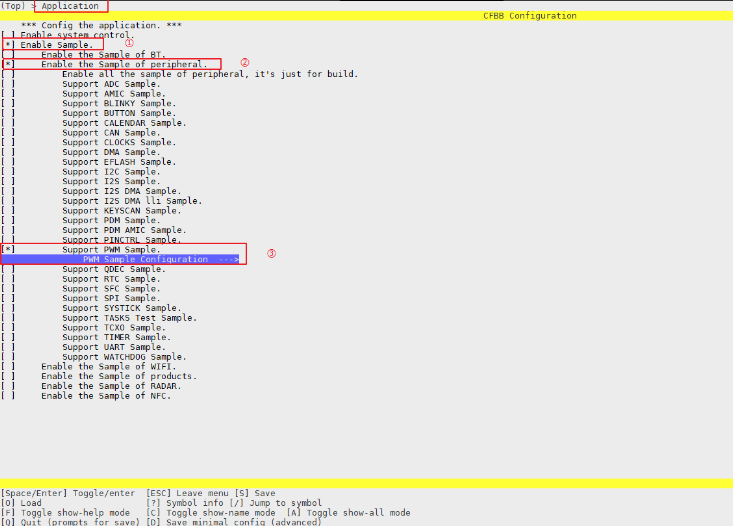 (Top) > Application
CFBB Configuration
*** Config the application. ***
[ ] Enable system control.
[*] Enable Sample. ①
[ ] Enable the Sample of BT.
[*] Enable the Sample of peripheral. ②
[ ] Enable all the sample of peripheral, it's just for build.
[ ] Support ADC Sample.
[ ] Support AMIC Sample.
[ ] Support BLINKY Sample.
[ ] Support BUTTON Sample.
[ ] Support CALENDAR Sample.
[ ] Support CAN Sample.
[ ] Support CLOCKS Sample.
[ ] Support DMA Sample.
[ ] Support EFLASH Sample.
[ ] Support I2C Sample.
[ ] Support I2S Sample.
[ ] Support I2S DMA Sample.
[ ] Support I2S DMA lli Sample.
[ ] Support KEYSCAN Sample.
[ ] Support PDM Sample.
[ ] Support PDM AMIC Sample.
[ ] Support PINCTRL Sample.
[*] Support PWM Sample.
PWM Sample Configuration ---> ③
[ ] Support QDEC Sample.
[ ] Support RTC Sample.
[ ] Support SFC Sample.
[ ] Support SPI Sample.
[ ] Support SYSTICK Sample.
[ ] Support TASKS Test Sample.
[ ] Support TCXO Sample.
[ ] Support TIMER Sample.
[ ] Support UART Sample.
[ ] Support WATCHDOG Sample.
[ ] Enable the Sample of WIFI.
[ ] Enable the Sample of products.
[ ] Enable the Sample of RADAR.
[ ] Enable the Sample of NFC.
[Space/Enter] Toggle/enter [ESC] Leave menu [S] Save
[O] Load [?] Symbol info [/] Jump to symbol
[F] Toggle show-help mode [C] Toggle show-name mode [A] Toggle show-all mode
[Q] Quit (prompts for save) [D] Save minimal config (advanced)